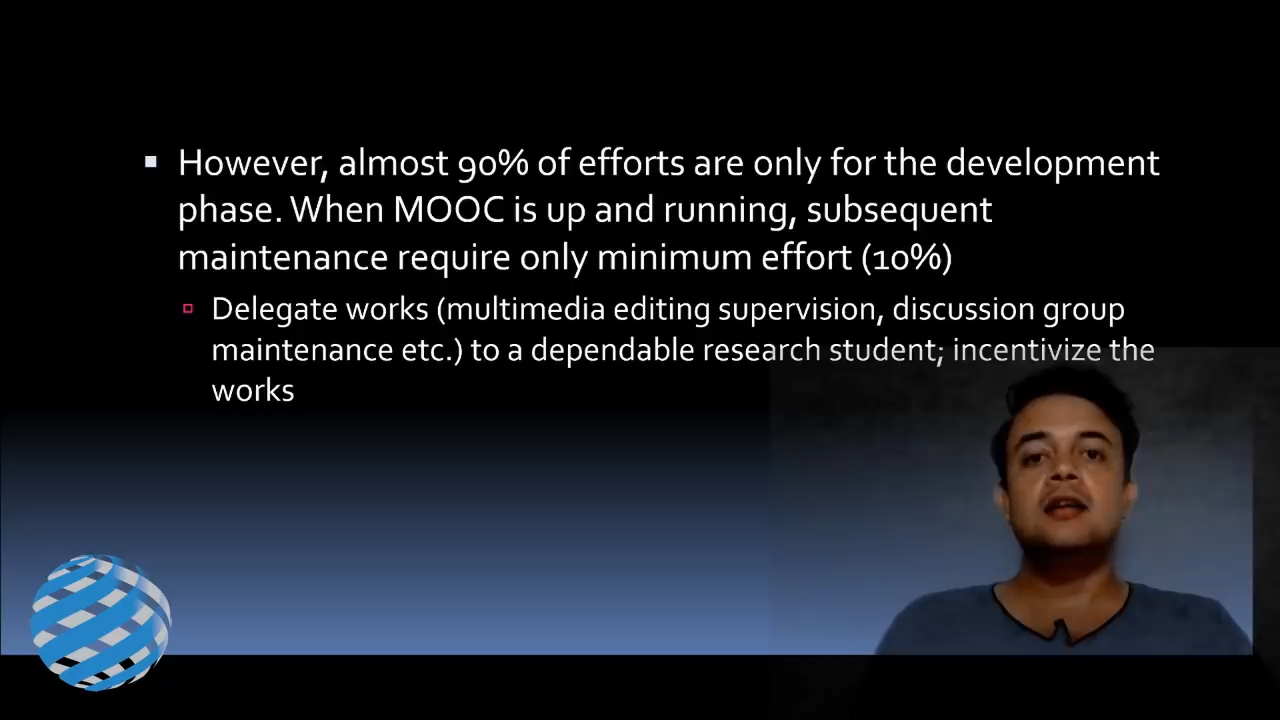 However, almost 90% of efforts are only for the development
phase. When MOOC is up and running, subsequent
maintenance require only minimum effort (10%)
Delegate works (multimedia editing supervision, discussion group
maintenance etc.) to a dependable research student; incentivize the
works